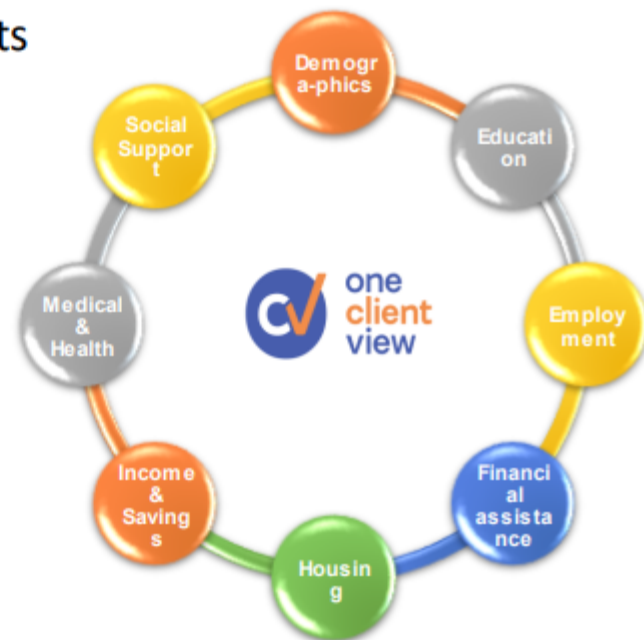 ts
Demogr
a-phics
Educati
on
Employ
ment
Financi
al
assista
nce
Housin
g
Income
&
Saving
s
Medical
&
Health
Social
Suppor
t
cv
one
client
view